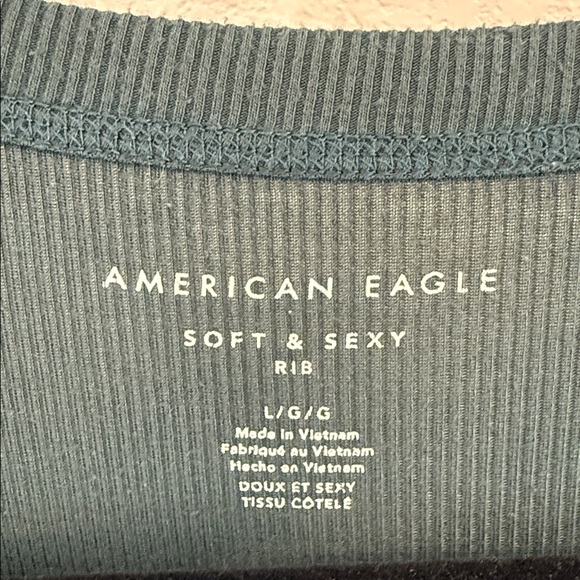 AMERICAN EAGLE
SOFT & SEXY
RIB
L/G/G
Made in Vietnam
Fabriqué au Vietnam
Hecho en Vietnam
DOUX ET SEXY
TISSU CÔTELÉ